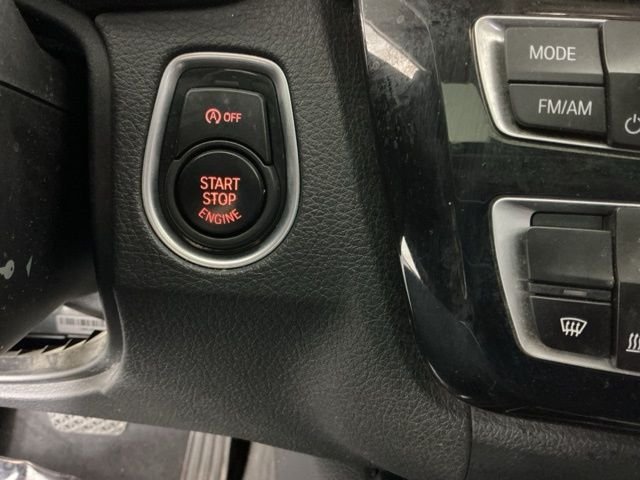 MODE
FM/AM
A OFF
START
STOP
ENGINE